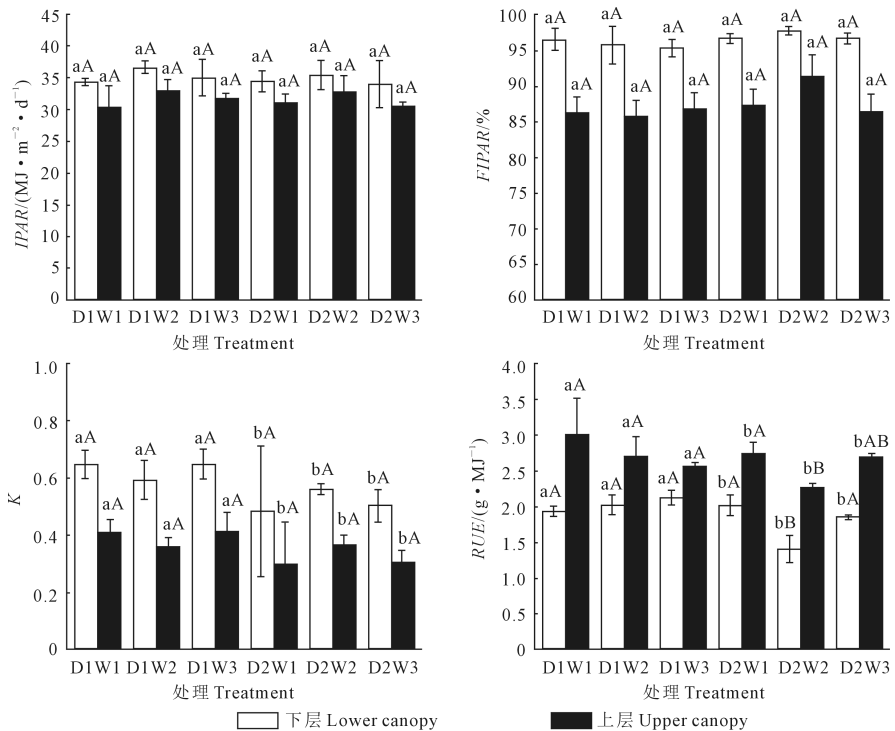 45
40
35
30
25
20
15
10
5
0
IPAR/(MJ·m⁻²·d⁻¹)
aA aA aA aA aA aA aA aA aA aA aA aA
D1W1 D1W2 D1W3 D2W1 D2W2 D2W3
处理 Treatment
100
95
90
85
80
75
70
65
60
FIPAR/%
aA aA aA aA aA aA aA aA aA aA aA aA
D1W1 D1W2 D1W3 D2W1 D2W2 D2W3
处理 Treatment
1.0
0.8
0.6
0.4
0.2
0
K
aA aA aA aA aA aA bA bA bA bA bA bA
D1W1 D1W2 D1W3 D2W1 D2W2 D2W3
处理 Treatment
4.0
3.5
3.0
2.5
2.0
1.5
1.0
0.5
0.0
RUE/(g·MJ⁻¹)
aA aA aA aA aA aA bA bA bB bB bA bAB
D1W1 D1W2 D1W3 D2W1 D2W2 D2W3
处理 Treatment
下层 Lower canopy
上层 Upper canopy